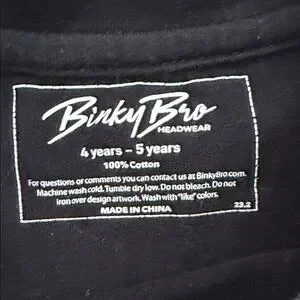 Binky Bro
HEADWEAR
4 years - 5 years
100% Cotton
For questions or comments you can contact us at BinkyBro.com.
Machine wash cold. Tumble dry low. Do not bleach. Do not
iron over design artwork. Wash with "like" colors.
MADE IN CHINA
23.2